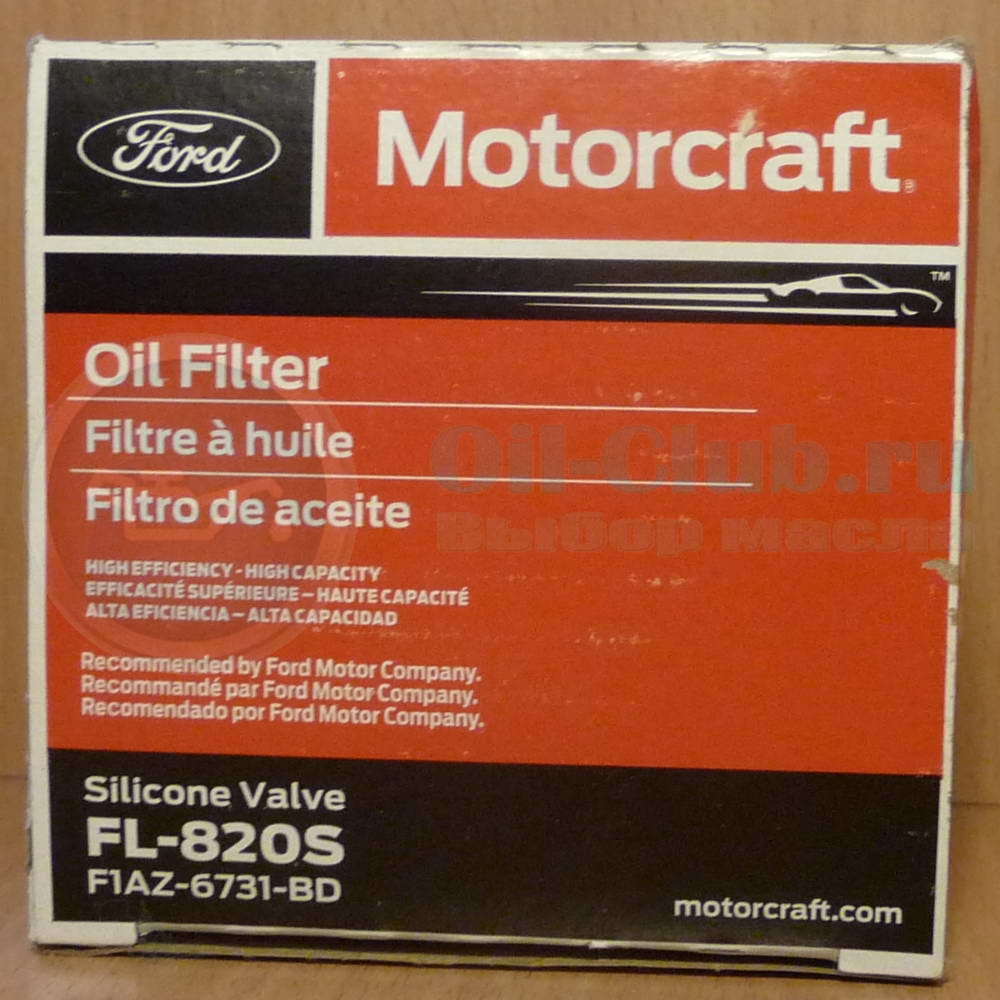 Ford
Motorcraft®
TM
Oil Filter
Filtre à huile
Filtro de aceite
Oil-Club.ru
Выбор масла
HIGH EFFICIENCY - HIGH CAPACITY
EFFICACITÉ SUPÉRIEURE – HAUTE CAPACITÉ
ALTA EFICIENCIA – ALTA CAPACIDAD
Recommended by Ford Motor Company.
Recommandé par Ford Motor Company.
Recomendado por Ford Motor Company.
Silicone Valve
FL-820S
F1AZ-6731-BD
motorcraft.com